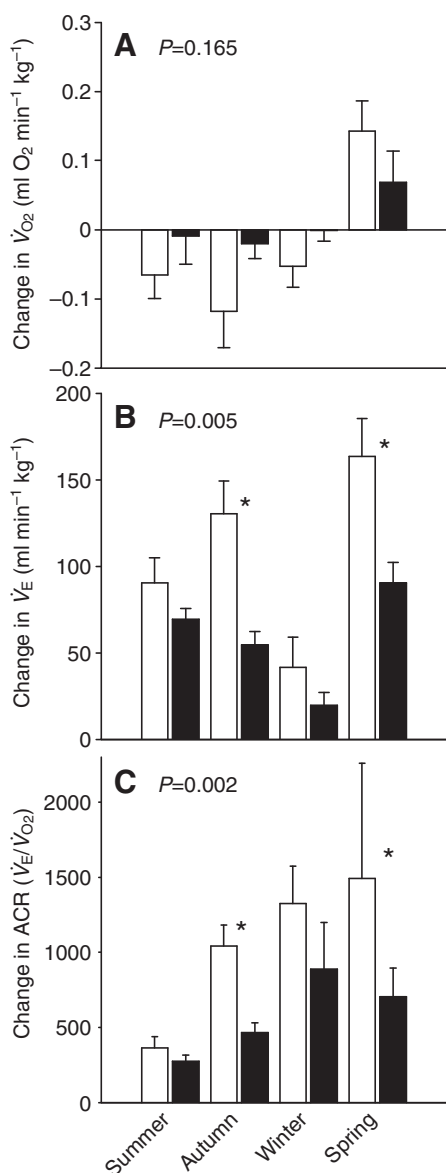 A P=0.165
Change in V̇O₂ (ml O₂ min⁻¹ kg⁻¹)
0.3
0.2
0.1
0
–0.1
–0.2
B P=0.005
Change in V̇E (ml min⁻¹ kg⁻¹)
200
150
100
50
0
*
*
C P=0.002
Change in ACR (V̇E/V̇O₂)
2000
1500
1000
500
0
*
*
Summer
Autumn
Winter
Spring